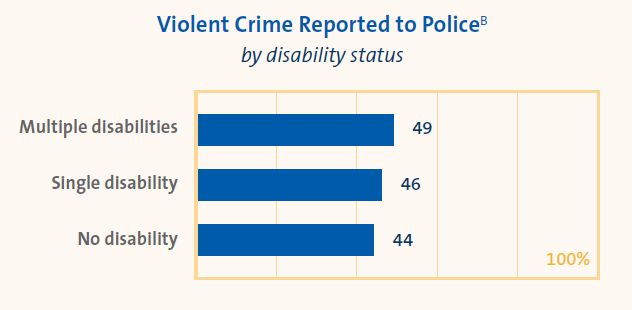 Violent Crime Reported to Policeᴮ
by disability status
Multiple disabilities 49
Single disability 46
No disability 44
100%